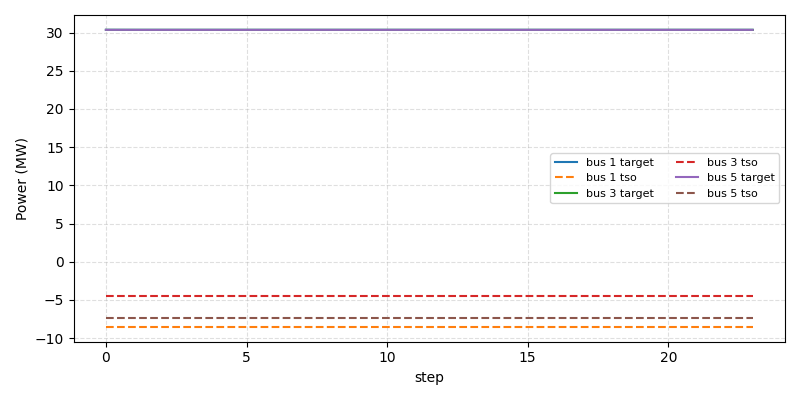 30
25
20
15
10
5
0
−5
−10
Power (MW)
bus 1 target
bus 1 tso
bus 3 target
bus 3 tso
bus 5 target
bus 5 tso
0
5
10
15
20
step